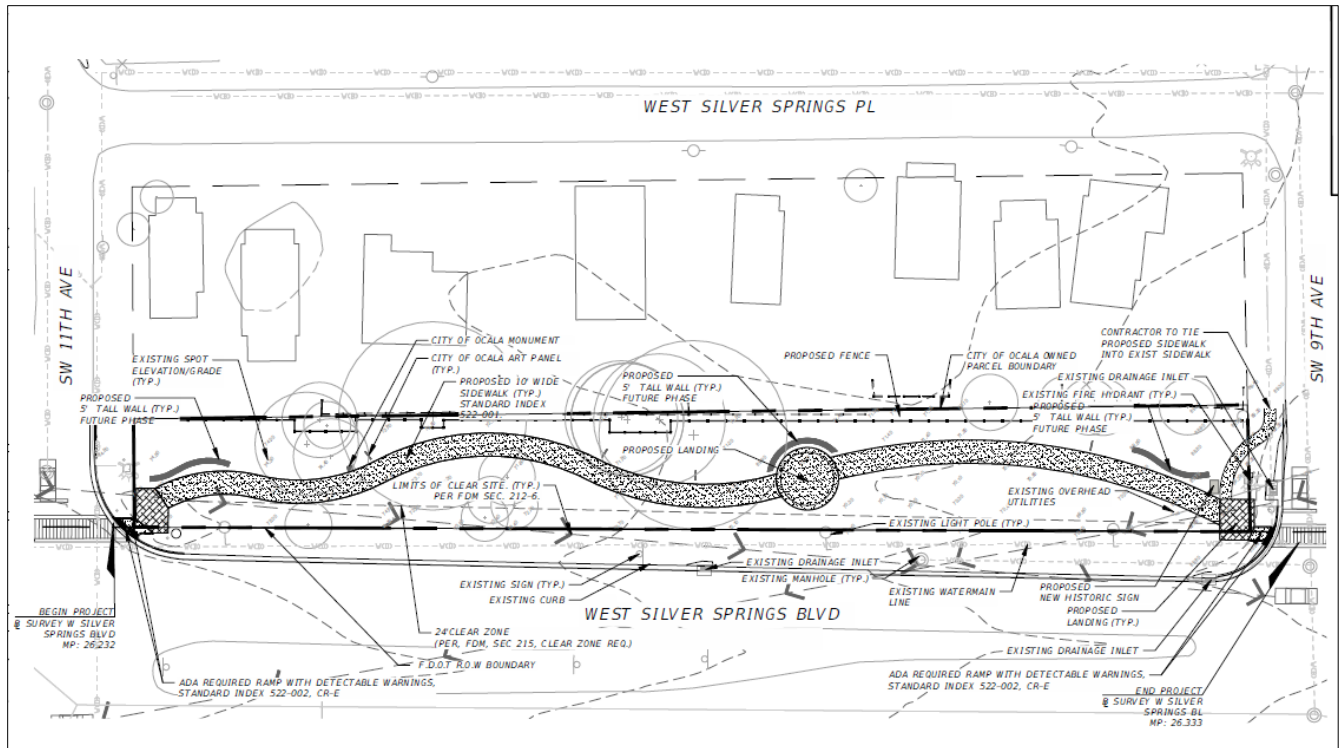 WEST SILVER SPRINGS PL
SW 11TH AVE
SW 9TH AVE
CITY OF OCALA MONUMENT
CITY OF OCALA ART PANEL
(TYP.)
PROPOSED 10' WIDE
SIDEWALK (TYP.)
STANDARD INDEX
522-001.
EXISTING SPOT
ELEVATION/GRADE
(TYP.)
PROPOSED
5' TALL WALL (TYP.)
FUTURE PHASE
PROPOSED
5' TALL WALL (TYP.)
FUTURE PHASE
PROPOSED LANDING
PROPOSED FENCE
CITY OF OCALA OWNED
PARCEL BOUNDARY
CONTRACTOR TO TIE
PROPOSED SIDEWALK
INTO EXIST SIDEWALK
EXISTING DRAINAGE INLET
EXISTING FIRE HYDRANT (TYP.)
PROPOSED
5' TALL WALL (TYP.)
FUTURE PHASE
LIMITS OF CLEAR SITE. (TYP.)
PER FDM SEC. 212-6.
EXISTING OVERHEAD
UTILITIES
EXISTING LIGHT POLE (TYP.)
EXISTING DRAINAGE INLET
EXISTING MANHOLE (TYP.)
EXISTING SIGN (TYP.)
EXISTING CURB
EXISTING WATERMAIN
LINE
PROPOSED
NEW HISTORIC SIGN
PROPOSED
LANDING (TYP.)
WEST SILVER SPRINGS BLVD
BEGIN PROJECT
SURVEY W SILVER
SPRINGS BLVD
MP: 26.232
24'CLEAR ZONE
(PER, FDM, SEC 215, CLEAR ZONE REQ.)
F.D.O.T R.O.W BOUNDARY
EXISTING DRAINAGE INLET
ADA REQUIRED RAMP WITH DETECTABLE WARNINGS,
STANDARD INDEX 522-002, CR-E
ADA REQUIRED RAMP WITH DETECTABLE WARNINGS,
STANDARD INDEX 522-002, CR-E
END PROJECT
SURVEY W SILVER
SPRINGS BL
MP: 26.333